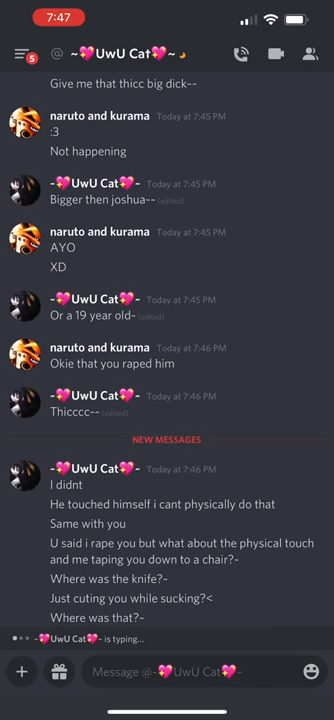 7:47
5
@ ~💖UwU Cat💖~
Give me that thicc big dick~~
naruto and kurama Today at 7:45 PM
:3
Not happening
~💖UwU Cat💖~ Today at 7:45 PM
Bigger then joshua~~ (edited)
naruto and kurama Today at 7:45 PM
AYO
XD
~💖UwU Cat💖~ Today at 7:45 PM
Or a 19 year old~ (edited)
naruto and kurama Today at 7:46 PM
Okie that you raped him
~💖UwU Cat💖~ Today at 7:46 PM
Thicccc~~ (edited)
NEW MESSAGES
~💖UwU Cat💖~ Today at 7:46 PM
I didnt
He touched himself i cant physically do that
Same with you
U said i rape you but what about the physical touch
and me taping you down to a chair?~
Where was the knife?~
Just cuting you while sucking?<
Where was that?~
~💖UwU Cat💖~ is typing...
Message @~💖UwU Cat💖~